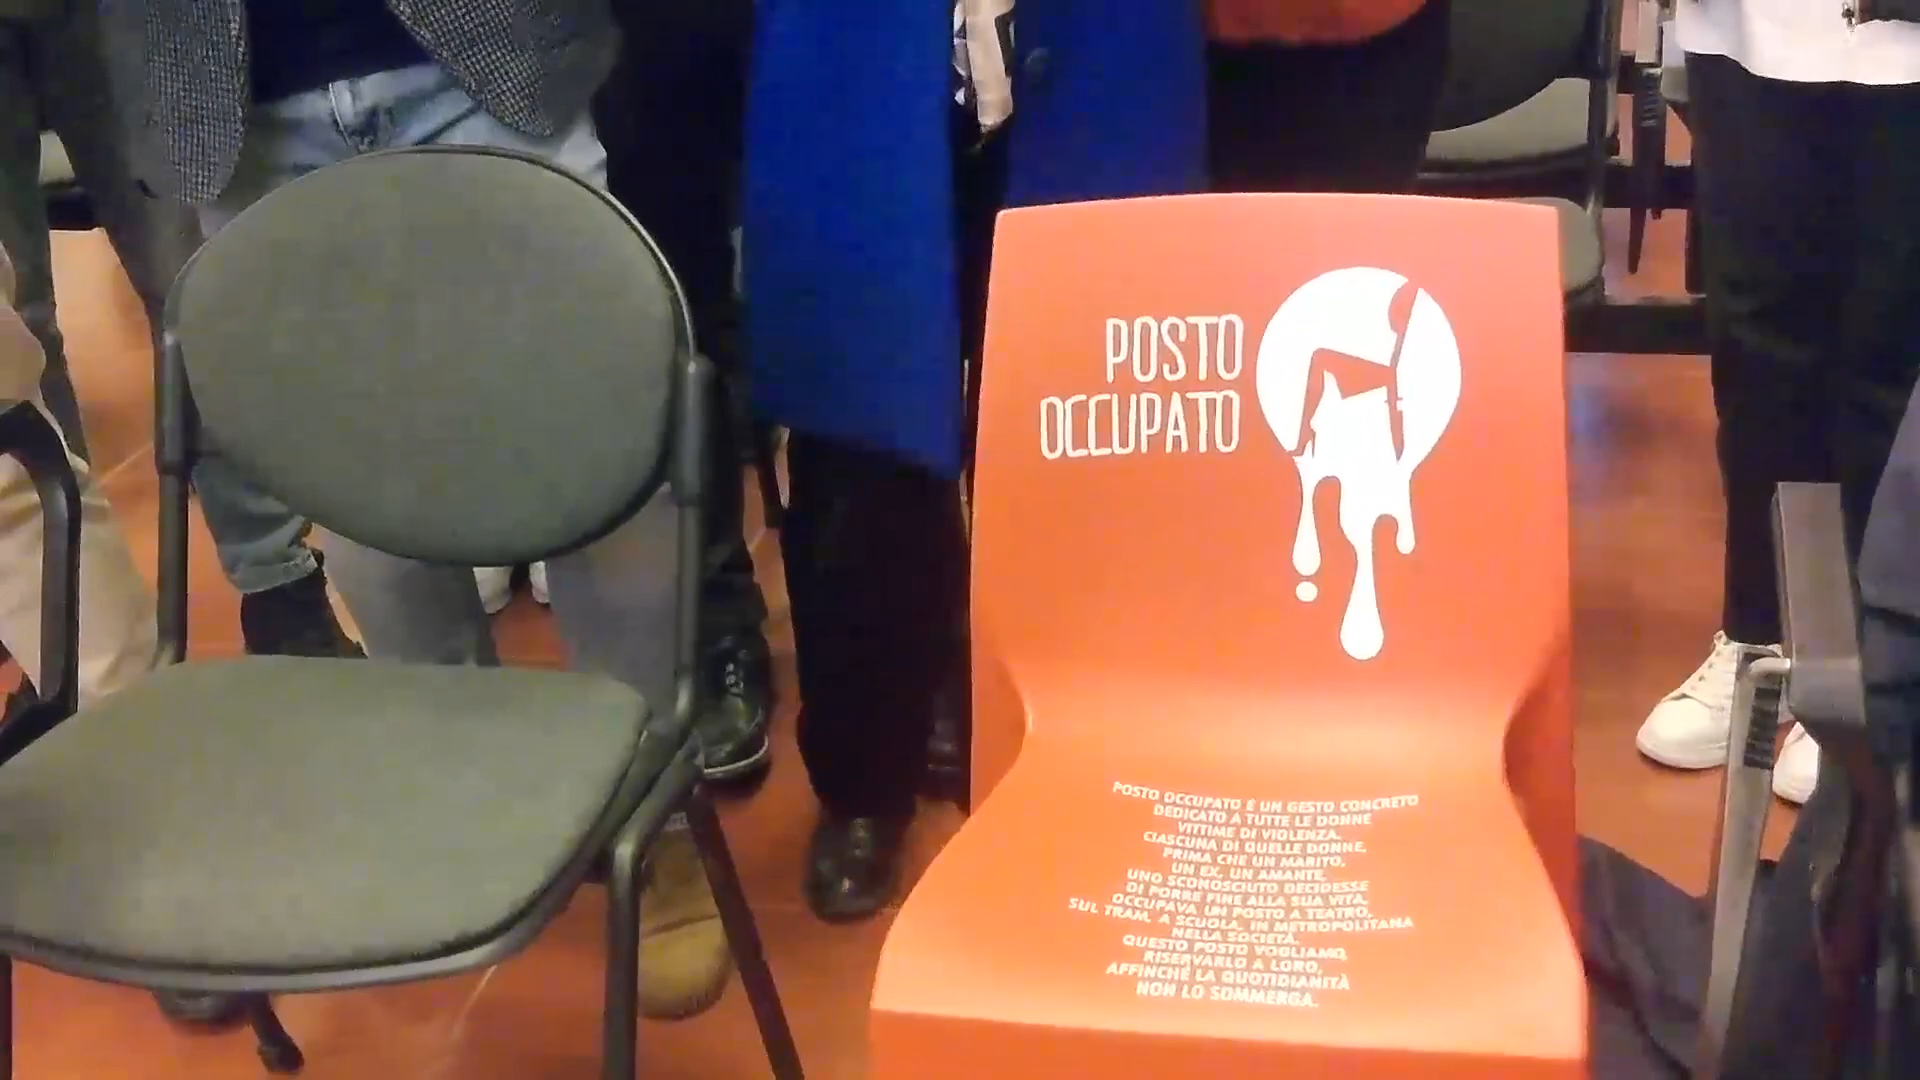 POSTO
OCCUPATO
POSTO OCCUPATO È UN GESTO CONCRETO
DEDICATO A TUTTE LE DONNE
VITTIME DI VIOLENZA.
CIASCUNA DI QUELLE DONNE,
PRIMA CHE UN MARITO,
UN EX, UN AMANTE,
UNO SCONOSCIUTO DECIDESSE
DI PORRE FINE ALLA SUA VITA,
OCCUPAVA UN POSTO A TEATRO,
SUL TRAM, A SCUOLA, IN METROPOLITANA
NELLA SOCIETÀ.
QUESTO POSTO VOGLIAMO
RISERVARLO A LORO,
AFFINCHÈ LA QUOTIDIANITÀ
NON LO SOMMERGA.